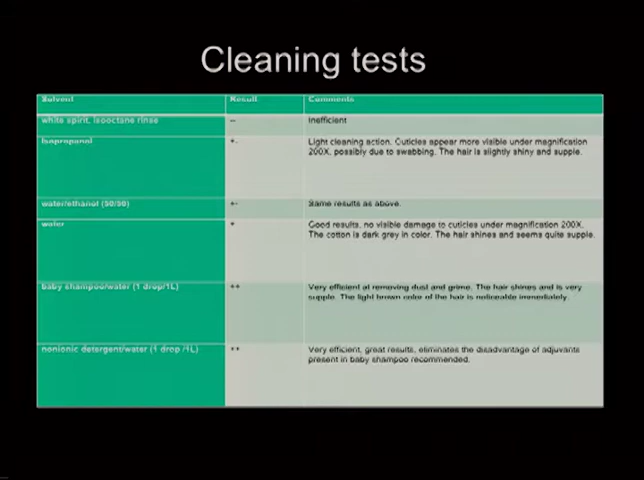 Cleaning tests
Solvent Result Comments
white spirit, isooctane rinse -- Inefficient
Isopropanol +- Light cleaning action. Cuticles appear more visible under magnification
200X, possibly due to swabbing. The hair is slightly shiny and supple.
water/ethanol (50/50) +- Same results as above.
water + Good results, no visible damage to cuticles under magnification 200X.
The cotton is dark grey in color. The hair shines and seems quite supple.
baby shampoo/water (1 drop/1L) ++ Very efficient at removing dust and grime. The hair shines and is very
supple. The light brown color of the hair is noticeable immediately.
nonionic detergent/water (1 drop /1L) ++ Very efficient, great results, eliminates the disadvantage of adjuvants
present in baby shampoo recommended.